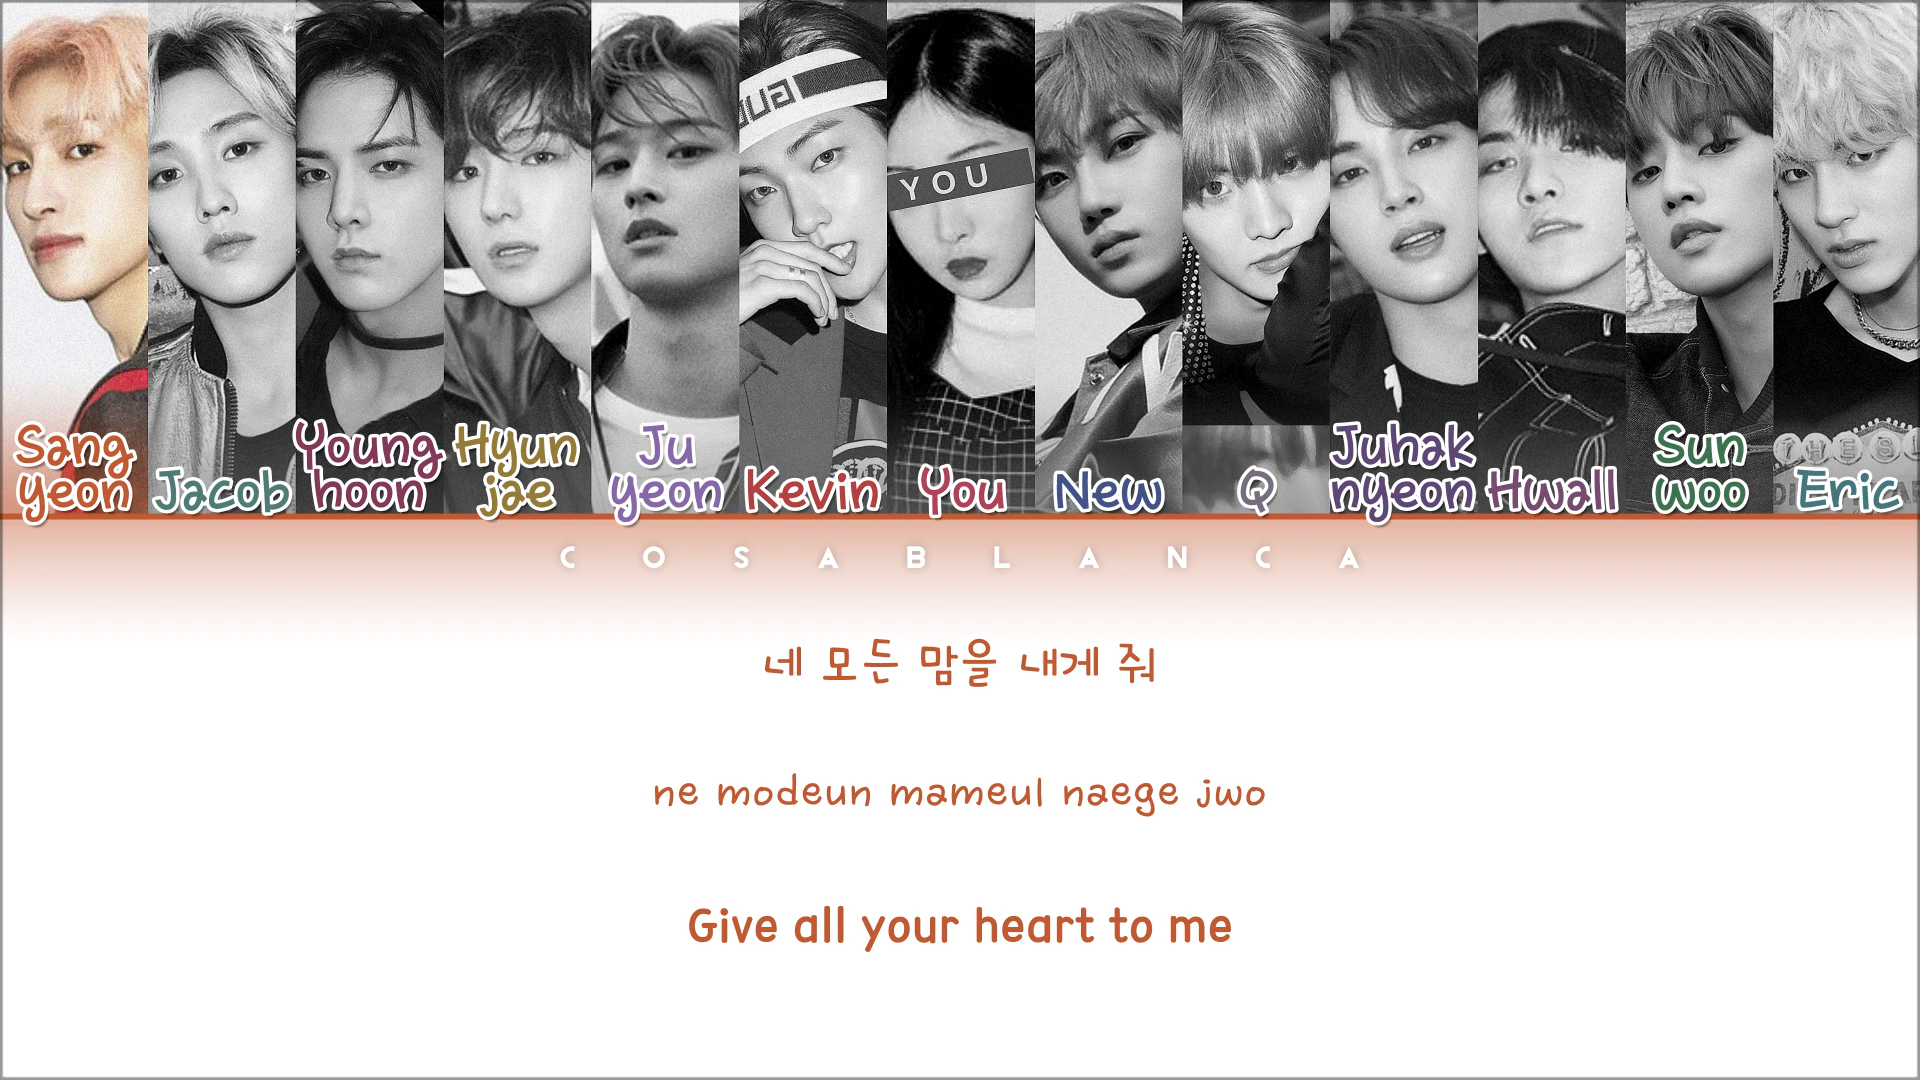 aua
YOU
Sang
yeon
Jacob
Young
hoon
Hyun
jae
Ju
yeon
Kevin
You
New
Q
Juhak
nyeon
Hwall
Sun
woo
Eric
COSABLANCA
네 모든 맘을 내게 줘
ne modeun mameul naege jwo
Give all your heart to me